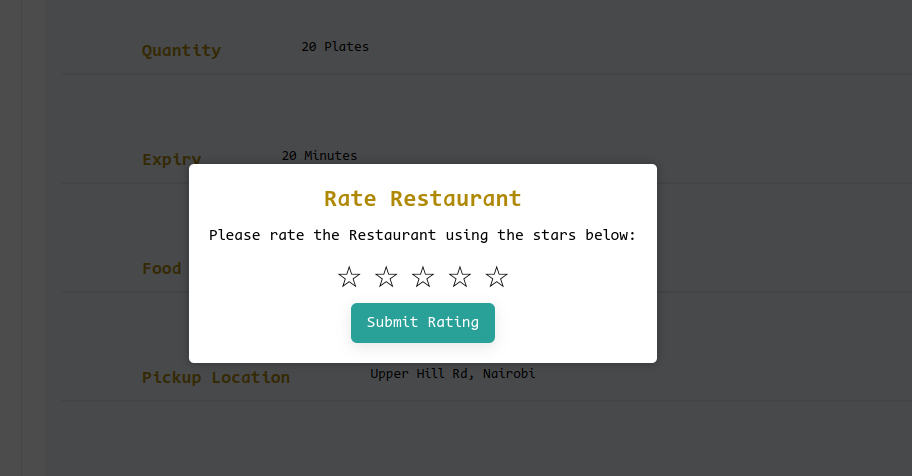 Quantity 20 Plates
Expiry 20 Minutes
Rate Restaurant
Please rate the Restaurant using the stars below:
☆ ☆ ☆ ☆ ☆
Food
Submit Rating
Pickup Location Upper Hill Rd, Nairobi